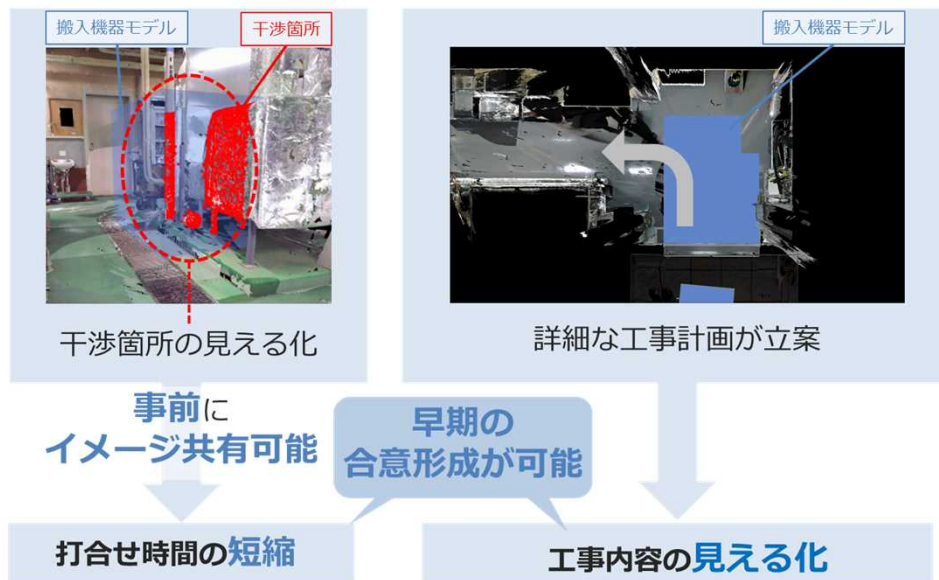 搬入機器モデル
干渉箇所
搬入機器モデル
干渉箇所の見える化
詳細な工事計画が立案
事前に
イメージ共有可能
早期の
合意形成が可能
打合せ時間の短縮
工事内容の見える化